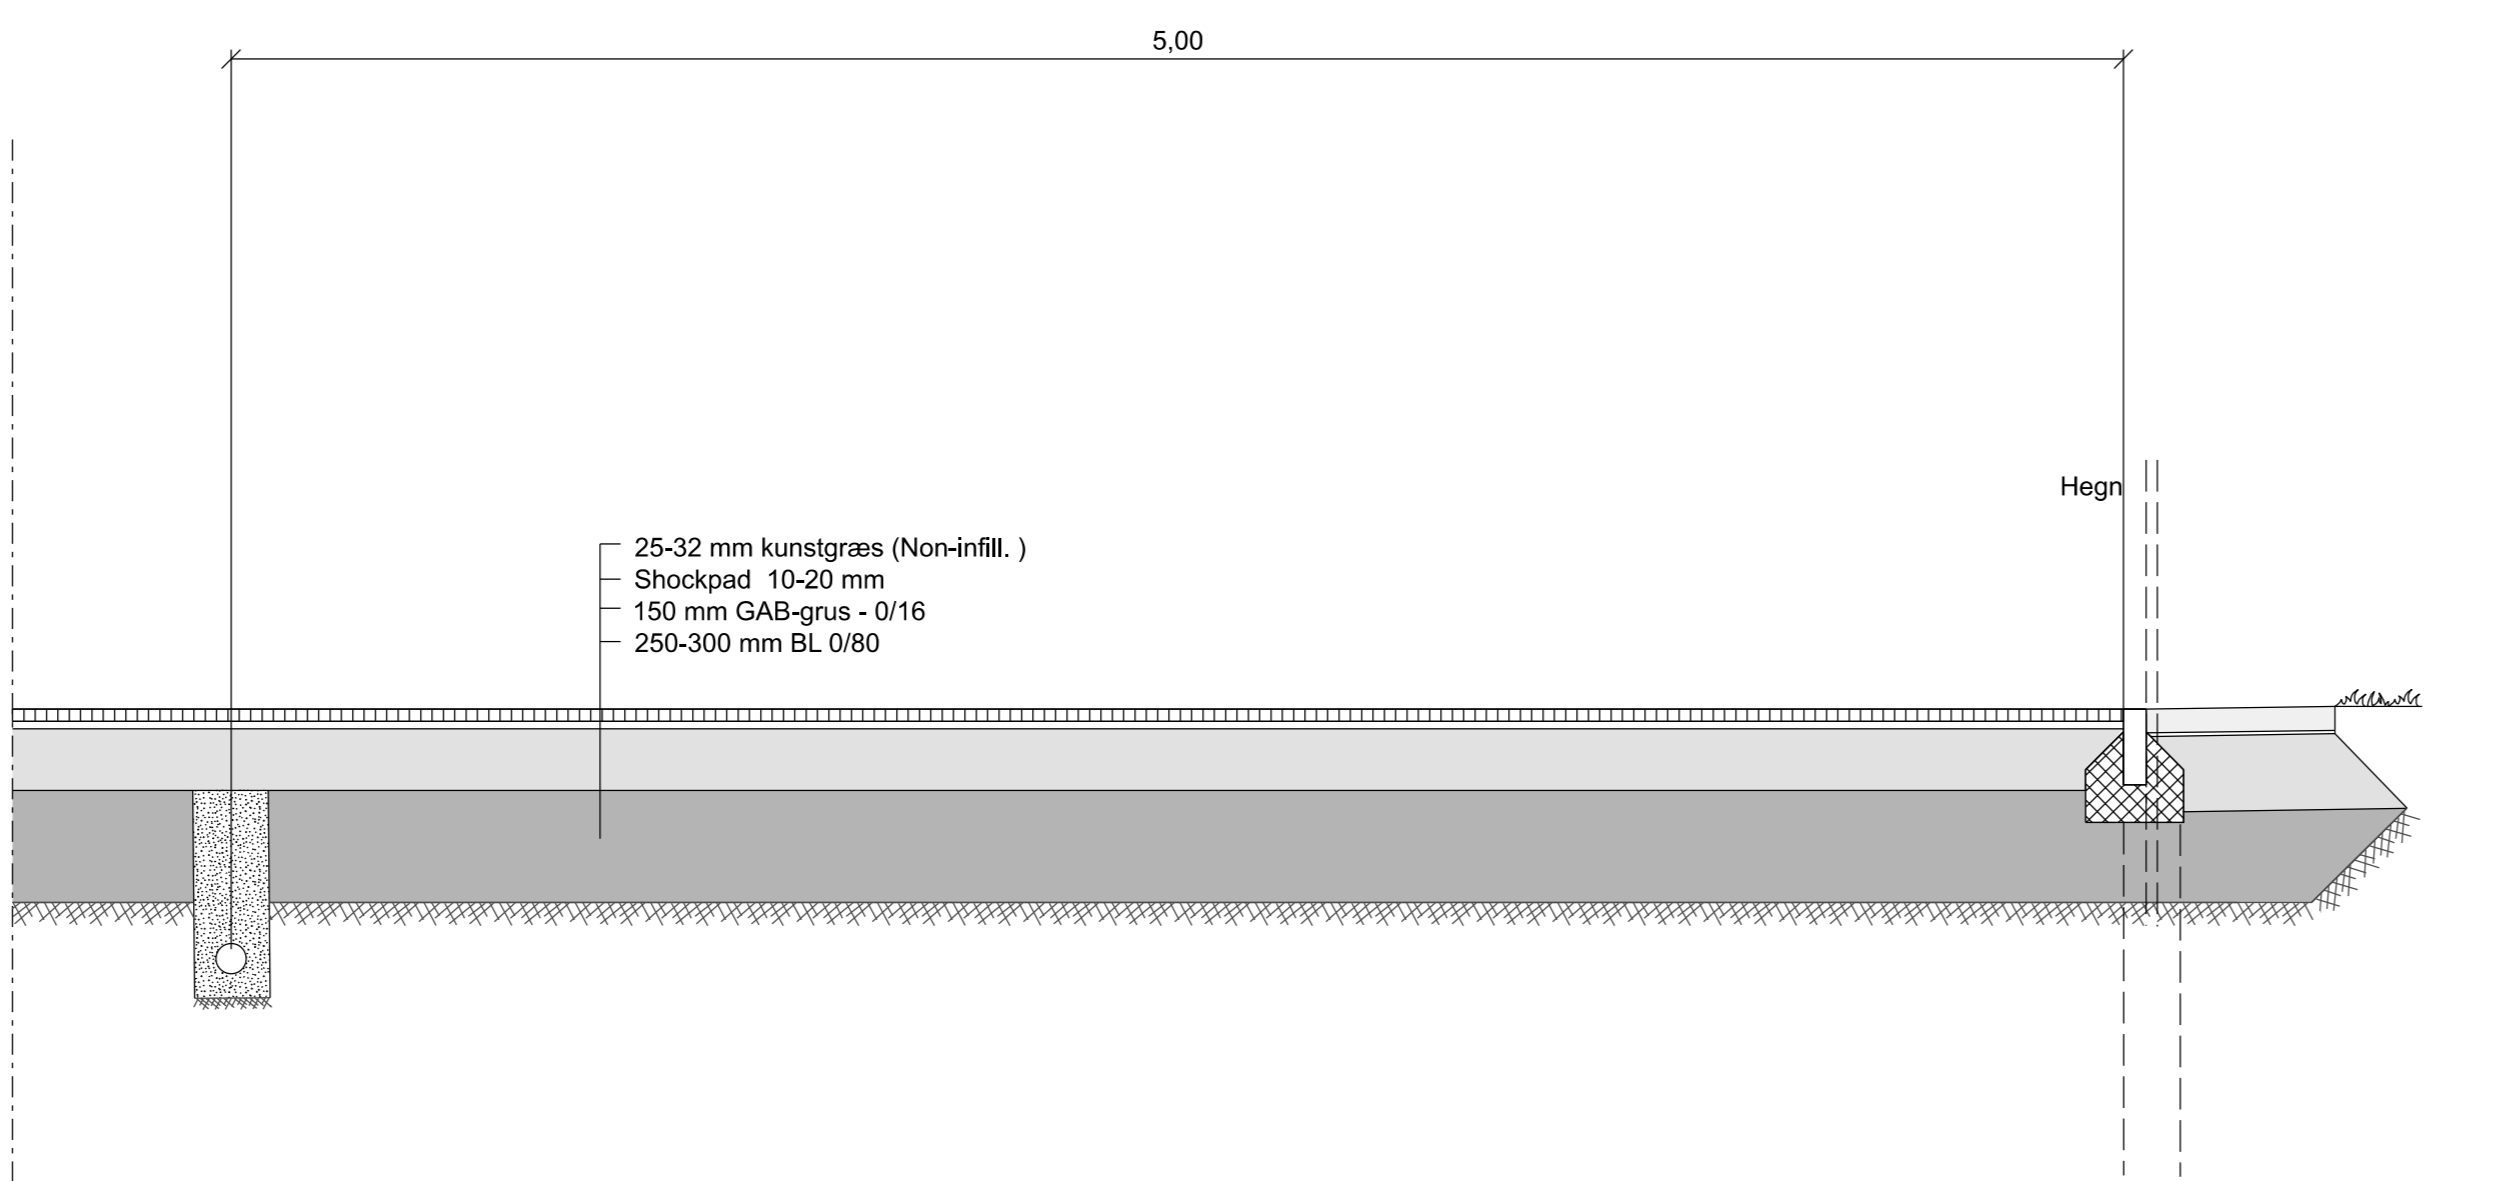 5,00
Hegn
25-32 mm kunstgræs (Non-infill. )
Shockpad 10-20 mm
150 mm GAB-grus - 0/16
250-300 mm BL 0/80